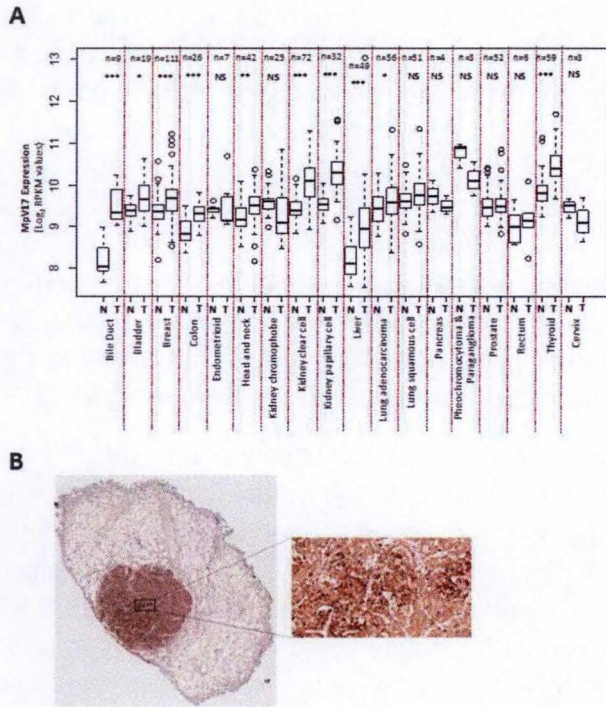 A
MpV17 Expression
(Log2 RPKM values)
13
12
11
10
9
8
n=9 n=19 n=111 n=26 n=7 n=42 n=25 n=72 n=32 n=49 n=56 n=51 n=4 n=3 n=52 n=6 n=59 n=3
*** * *** *** NS ** NS *** *** *** * NS NS NS NS NS *** NS
N T N T N T N T N T N T N T N T N T N T N T N T N T N T N T N T N T N T
Bile Duct
Bladder
Breast
Colon
Endometrioid
Head and neck
Kidney chromophobe
Kidney clear cell
Kidney papillary cell
Liver
Lung adenocarcinoma
Lung squamous cell
Pancreas
Pheochromocytoma &
Paraganglioma
Prostate
Rectum
Thyroid
Cervix
B